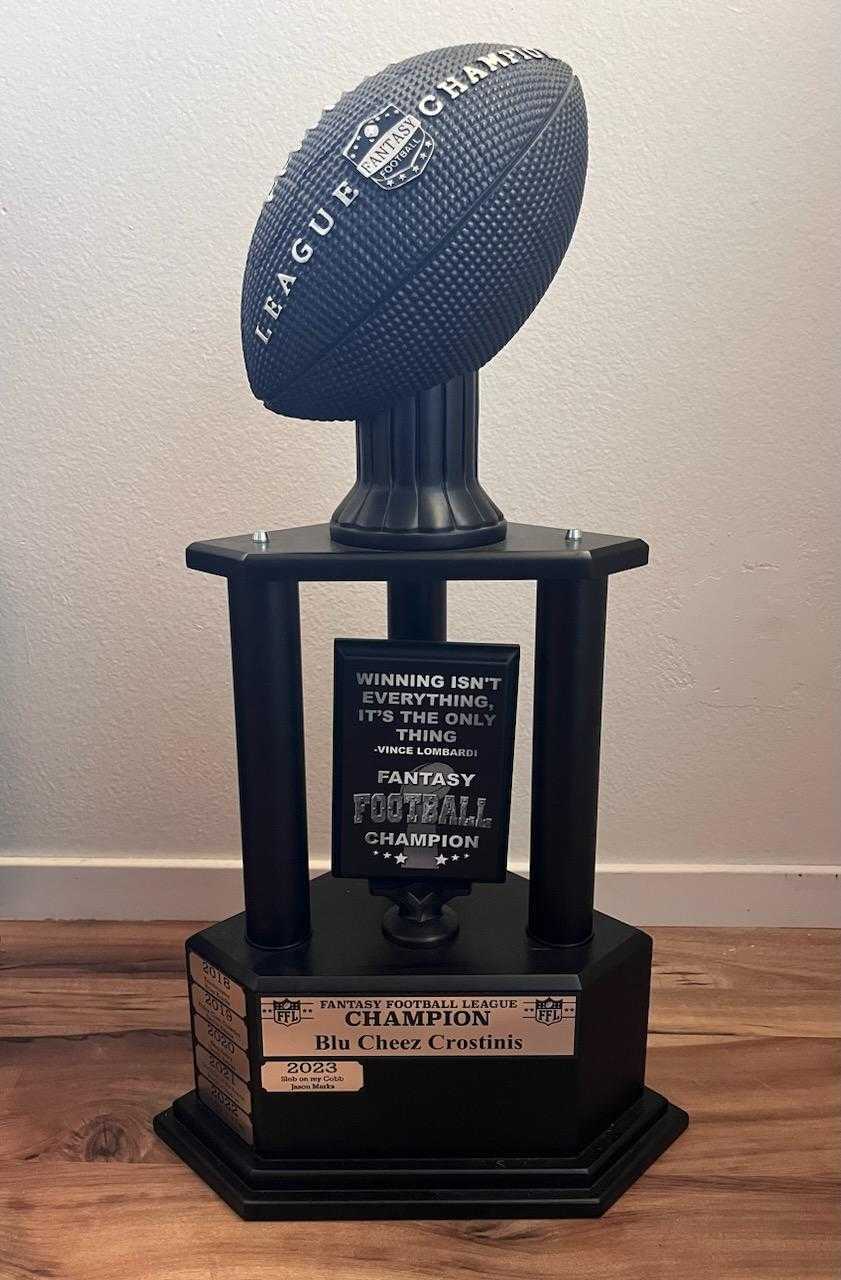 LEAGUE
FANTASY
FOOTBALL
CHAMPIO
WINNING ISN'T
EVERYTHING,
IT'S THE ONLY
THING
-VINCE LOMBARDI
FANTASY
FOOTBALL
CHAMPION
FFL
FANTASY FOOTBALL LEAGUE
CHAMPION
FFL
Blu Cheez Crostinis
2018
2019
2020
2021
2022
2023
Slob on my Cobb
Jason Marks